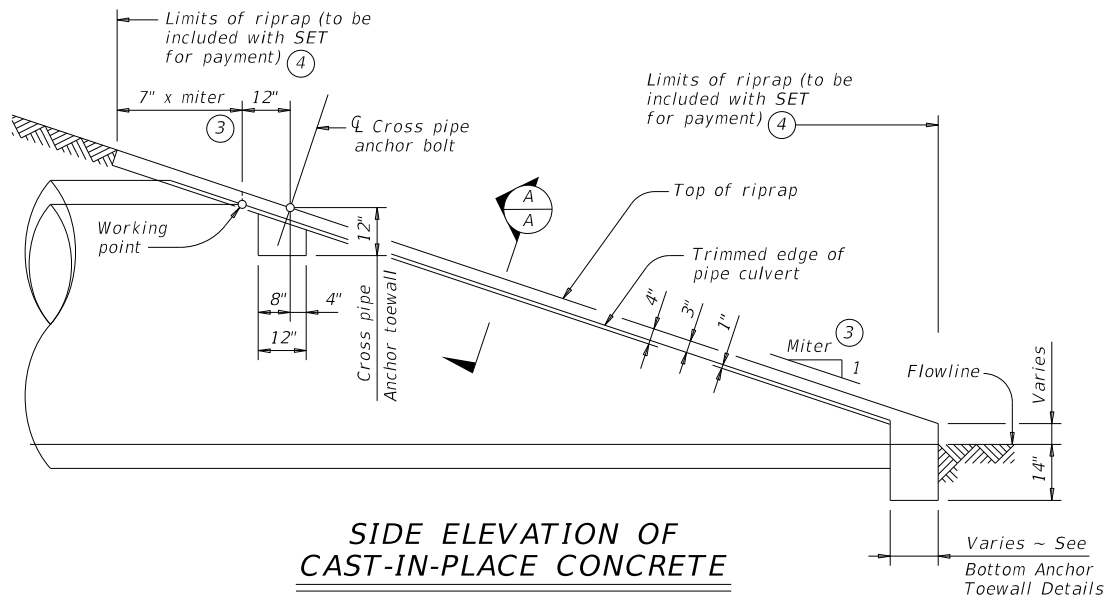 Limits of riprap (to be
included with SET
for payment) 4
7" x miter
12"
3
℄ Cross pipe
anchor bolt
Limits of riprap (to be
included with SET
for payment) 4
A
A
Top of riprap
Working
point
12"
Trimmed edge of
pipe culvert
8"
4"
12"
Cross pipe
Anchor toewall
4"
3"
1"
Miter 3
1
Flowline
Varies
14"
SIDE ELEVATION OF
CAST-IN-PLACE CONCRETE
Varies ~ See
Bottom Anchor
Toewall Details